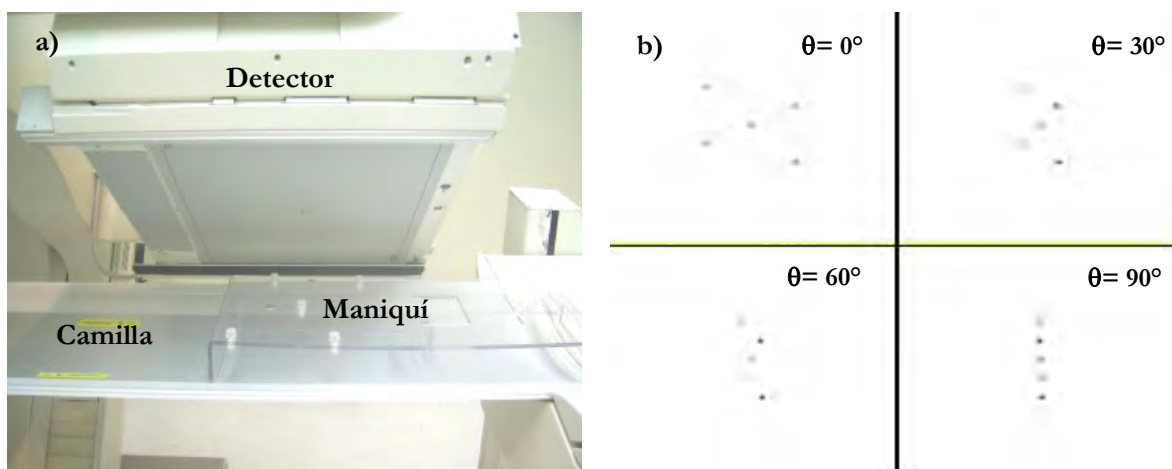 a)
Detector
Maniquí
Camilla
b)
θ= 0°
θ= 30°
θ= 60°
θ= 90°